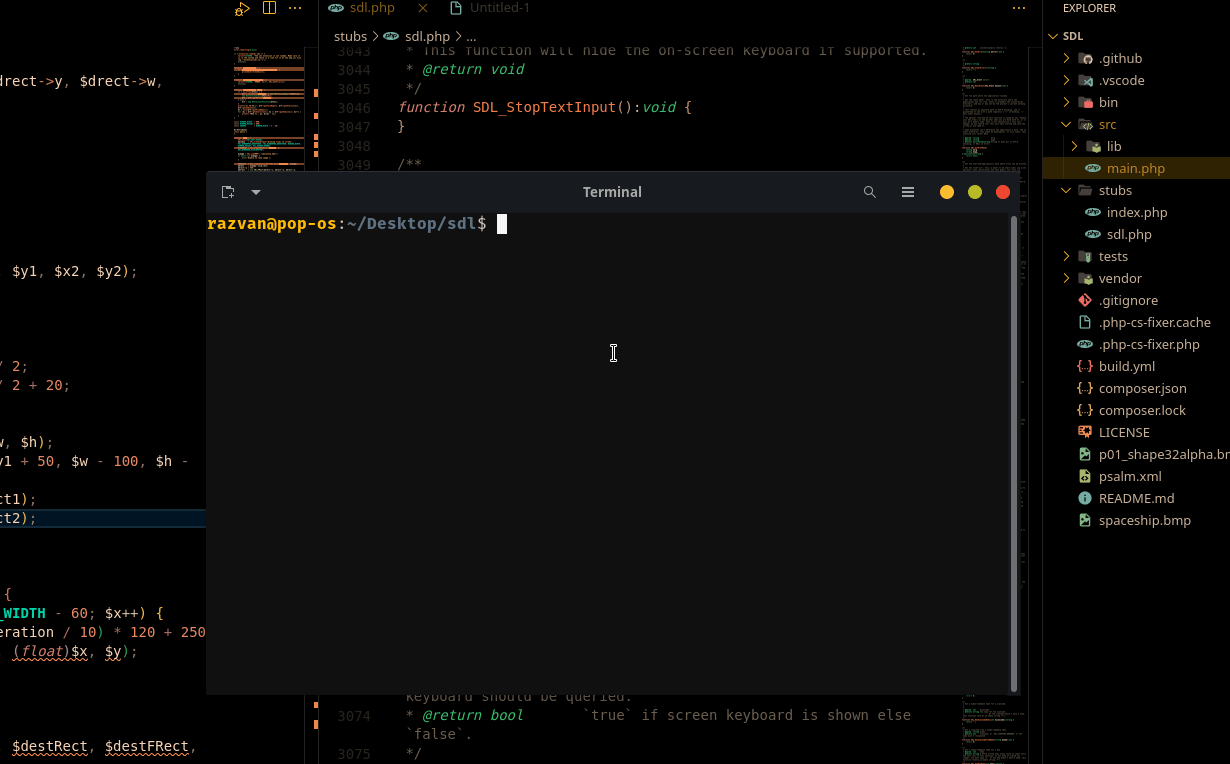 sdl.php
Untitled-1
stubs > sdl.php > ...
drect->y, $drect->w,
$y1, $x2, $y2);
/ 2;
/ 2 + 20;
w, $h);
y1 + 50, $w - 100, $h -
ct1);
ct2);
{
_WIDTH - 60; $x++) {
eration / 10) * 120 + 250
(float)$x, $y);
$destRect, $destFRect,
3043 * This function will hide the on-screen keyboard if supported.
3044 * @return void
3045 */
3046 function SDL_StopTextInput():void {
3047 }
3048
3049 /**
Terminal
razvan@pop-os:~/Desktop/sdl$
keyboard should be queried.
3074 * @return bool `true` if screen keyboard is shown else
`false`.
3075 */
EXPLORER
SDL
.github
.vscode
bin
src
lib
main.php
stubs
index.php
sdl.php
tests
vendor
.gitignore
.php-cs-fixer.cache
.php-cs-fixer.php
build.yml
composer.json
composer.lock
LICENSE
p01_shape32alpha.br
psalm.xml
README.md
spaceship.bmp